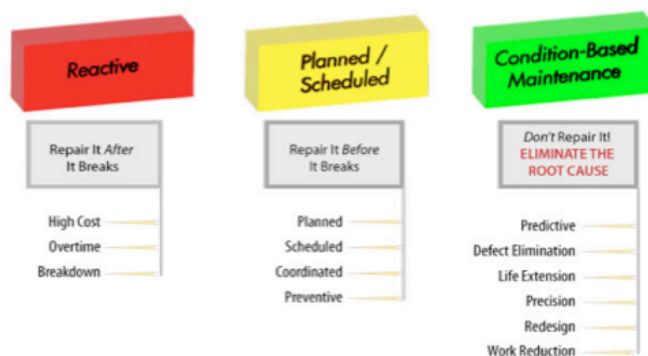 Reactive
Repair It After
It Breaks
High Cost
Overtime
Breakdown
Planned /
Scheduled
Repair It Before
It Breaks
Planned
Scheduled
Coordinated
Preventive
Condition-Based
Maintenance
Don't Repair It!
ELIMINATE THE
ROOT CAUSE
Predictive
Defect Elimination
Life Extension
Precision
Redesign
Work Reduction